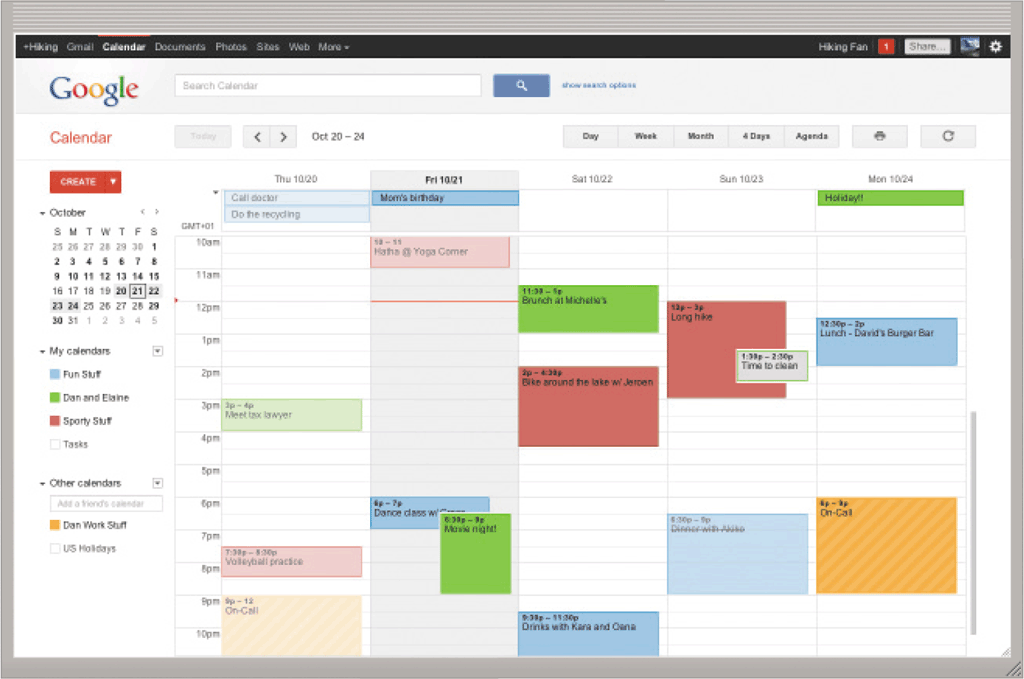 +Hiking Gmail Calendar Documents Photos Sites Web More
Hiking Fan 1 Share...
Google
Search Calendar
show search options
Calendar
Today
Oct 20 – 24
Day Week Month 4 Days Agenda
CREATE
October
S M T W T F S
25 26 27 28 29 30 1
2 3 4 5 6 7 8
9 10 11 12 13 14 15
16 17 18 19 20 21 22
23 24 25 26 27 28 29
30 31 1 2 3 4 5
My calendars
Fun Stuff
Dan and Elaine
Sporty Stuff
Tasks
Other calendars
Add a friend's calendar
Dan Work Stuff
US Holidays
Thu 10/20 Fri 10/21 Sat 10/22 Sun 10/23 Mon 10/24
Call doctor
Do the recycling
Mom's birthday
Holiday!!
GMT+01
10am
11am
12pm
1pm
2pm
3pm
4pm
5pm
6pm
7pm
8pm
9pm
10pm
3p – 4p
Meet tax lawyer
7:30p – 8:30p
Volleyball practice
9p – 12
On-Call
10 – 11
Hatha @ Yoga Corner
6p – 7p
Dance class w/
6:30p – 9p
Movie night!
11:30 – 1p
Brunch at Michelle's
2p – 4:30p
Bike around the lake w/ Jeroen
9:30p – 11:30p
Drinks with Kara and Oana
12p – 3p
Long hike
1:30p – 2:30p
Time to clean
6:30p – 9p
Dinner with Akiko
12:30p – 2p
Lunch - David's Burger Bar
6p – 9p
On-Call